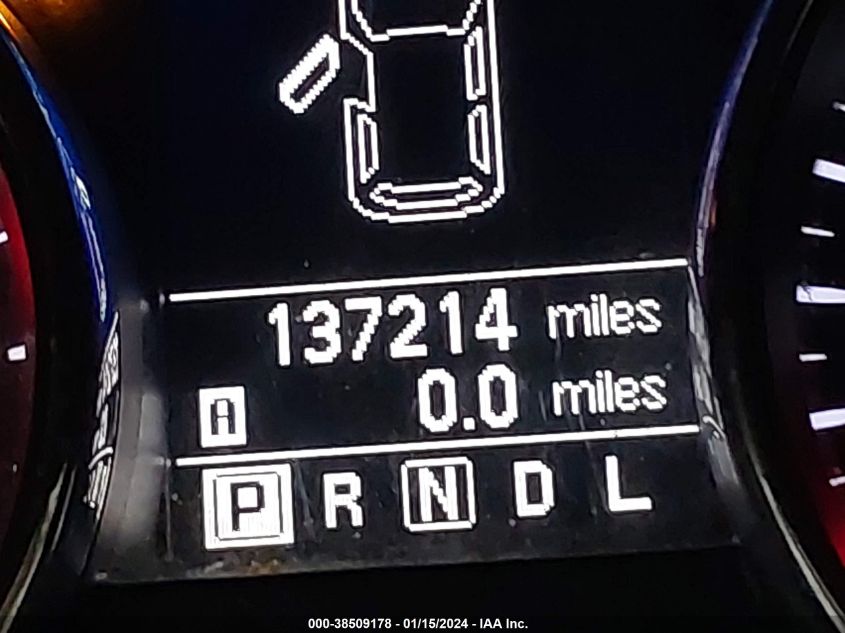 137214 miles
A 0.0 miles
P R N D L
000-38509178 - 01/15/2024 - IAA Inc.